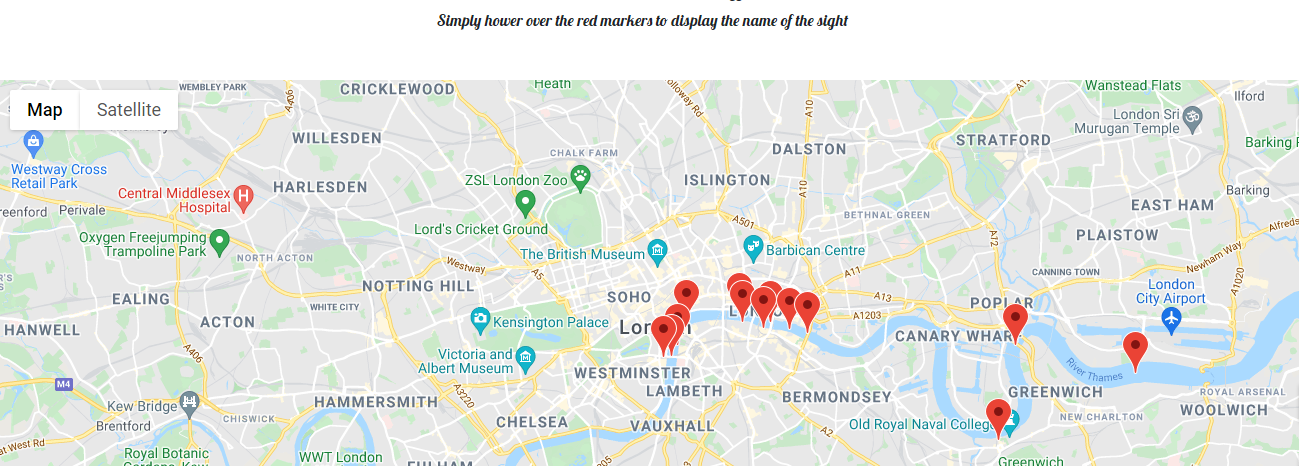 Simply hower over the red markers to display the name of the sight
Map
Satellite
WEMBLEY PARK
A406
CRICKLEWOOD
Heath
Wanstead Flats
Ilford
WILLESDEN
A10
DALSTON
STRATFORD
London Sri
Murugan Temple
Westway Cross
Retail Park
CHALK FARM
Barking
ZSL London Zoo
ISLINGTON
Central Middlesex
Hospital
HARLESDEN
A10
Barking
Perivale
Lord's Cricket Ground
A501
BETHNAL GREEN
EAST HAM
Oxygen Freejumping
Trampoline Park
NORTH ACTON
The British Museum
Barbican Centre
A12
PLAISTOW
Newham Way
Westway
A5
A11
CANNING TOWN
A1020
NOTTING HILL
London
City Airport
EALING
WHITE CITY
SOHO
A13
POPLAR
HANWELL
ACTON
Kensington Palace
A1203
CANARY WHARF
Victoria and
Albert Museum
WESTMINSTER
River Thames
M4
LAMBETH
GREENWICH
ROYAL ARSENAL
Kew Bridge
HAMMERSMITH
A3220
BERMONDSEY
NEW CHARLTON
WOOLWICH
Brentford
CHISWICK
CHELSEA
VAUXHALL
A2
Old Royal Naval College
Royal Botanic
Gardens, Kew
WWT London
FULHAM
Greenwich